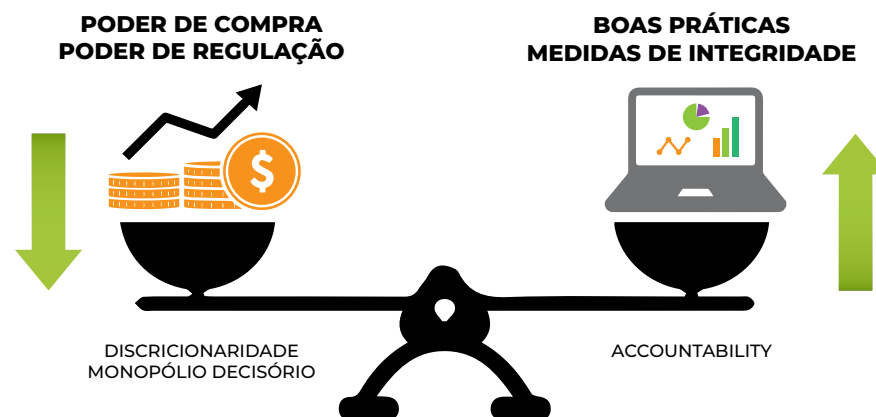 PODER DE COMPRA
PODER DE REGULAÇÃO
BOAS PRÁTICAS
MEDIDAS DE INTEGRIDADE
$
DISCRICIONARIDADE
MONOPÓLIO DECISÓRIO
ACCOUNTABILITY